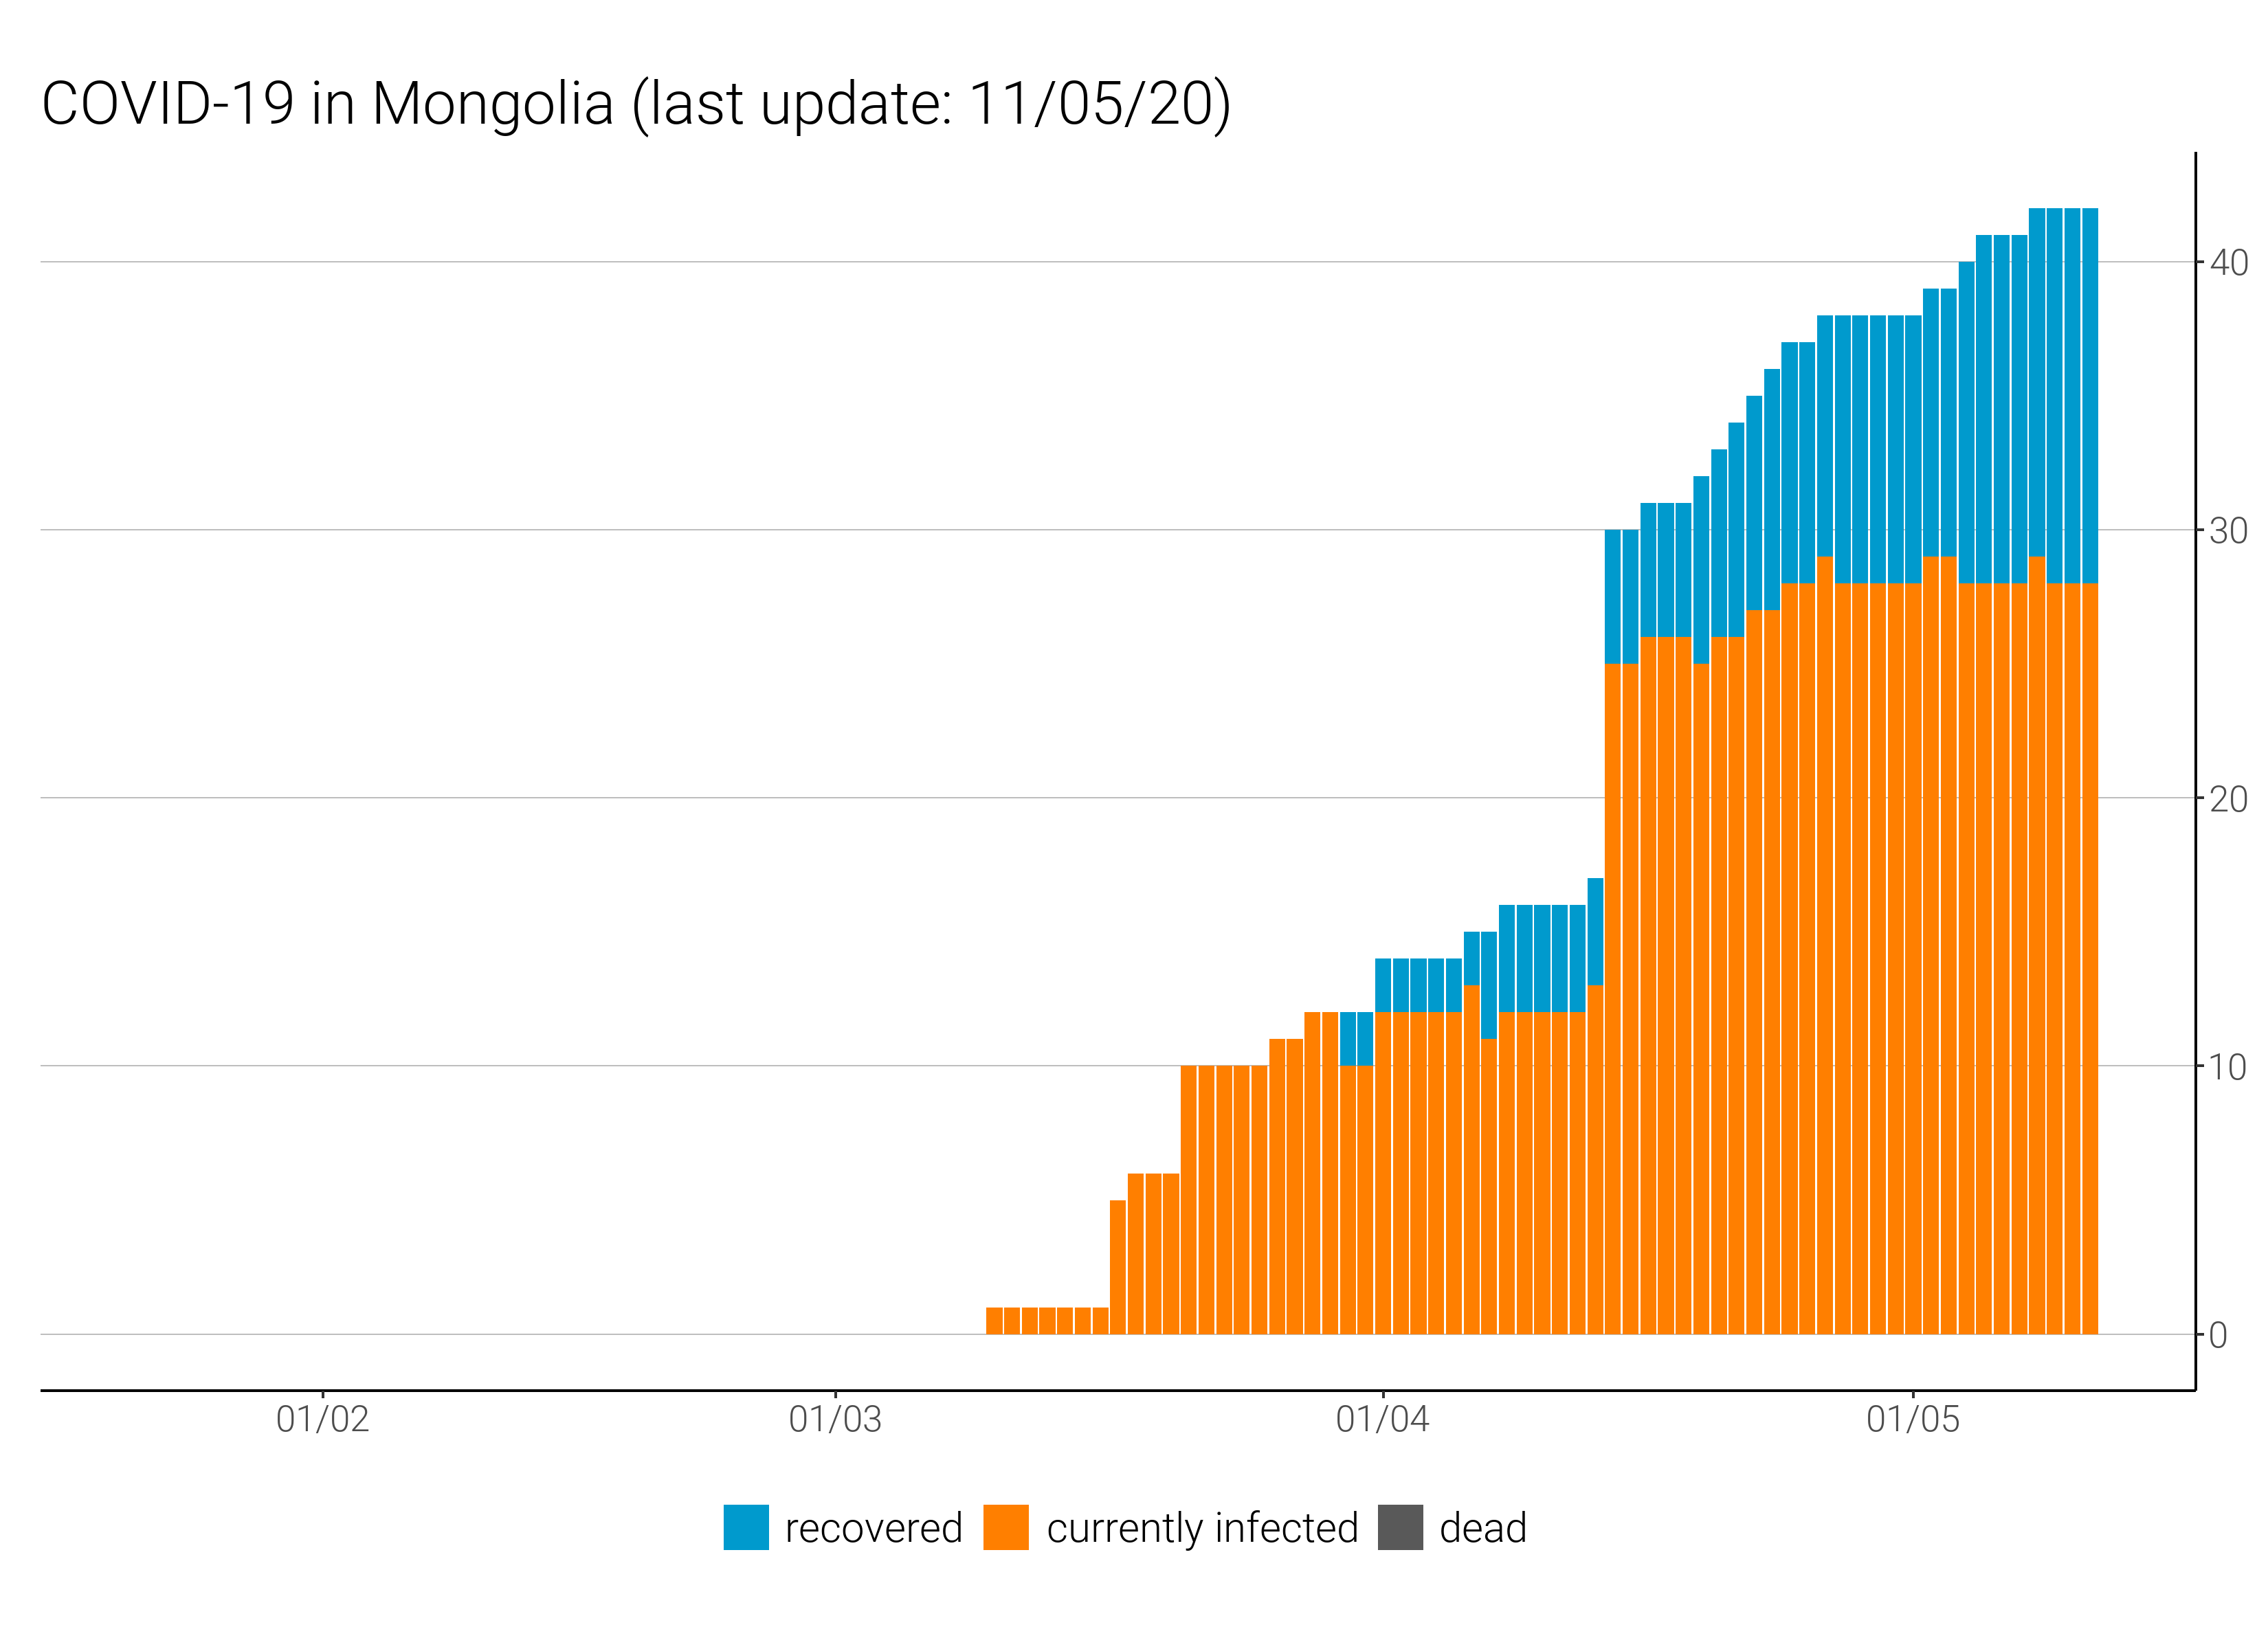 COVID-19 in Mongolia (last update: 11/05/20)
40
30
20
10
0
01/02 01/03 01/04 01/05
recovered currently infected dead